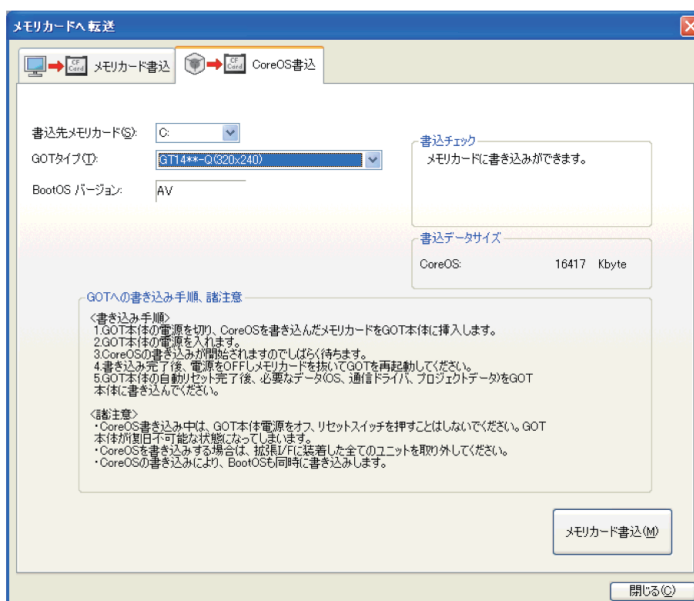 メモリカードへ転送
CF Card
メモリカード書込
CF Card
CoreOS書込
書込先メモリカード(S):
C:
GOTタイプ(T):
GT14**-Q(320x240)
BootOS バージョン:
AV
書込チェック
メモリカードに書き込みができます。
書込データサイズ
CoreOS: 16417 Kbyte
GOTへの書き込み手順、諸注意
<書き込み手順>
1.GOT本体の電源を切り、CoreOSを書き込んだメモリカードをGOT本体に挿入します。
2.GOT本体の電源を入れます。
3.CoreOSの書き込みが開始されますのでしばらく待ちます。
4.書き込み完了後、電源をOFFしメモリカードを抜いてGOTを再起動してください。
5.GOT本体の自動リセット完了後、必要なデータ(OS、通信ドライバ、プロジェクトデータ)をGOT
本体に書き込んでください。
<諸注意>
・CoreOS書き込み中は、GOT本体電源をオフ、リセットスイッチを押すことはしないでください。GOT
本体が復旧不可能な状態になってしまいます。
・CoreOSを書き込みする場合は、拡張I/Fに装着した全てのユニットを取り外してください。
・CoreOSの書き込みにより、BootOSも同時に書き込みします。
メモリカード書込(M)
閉じる(C)